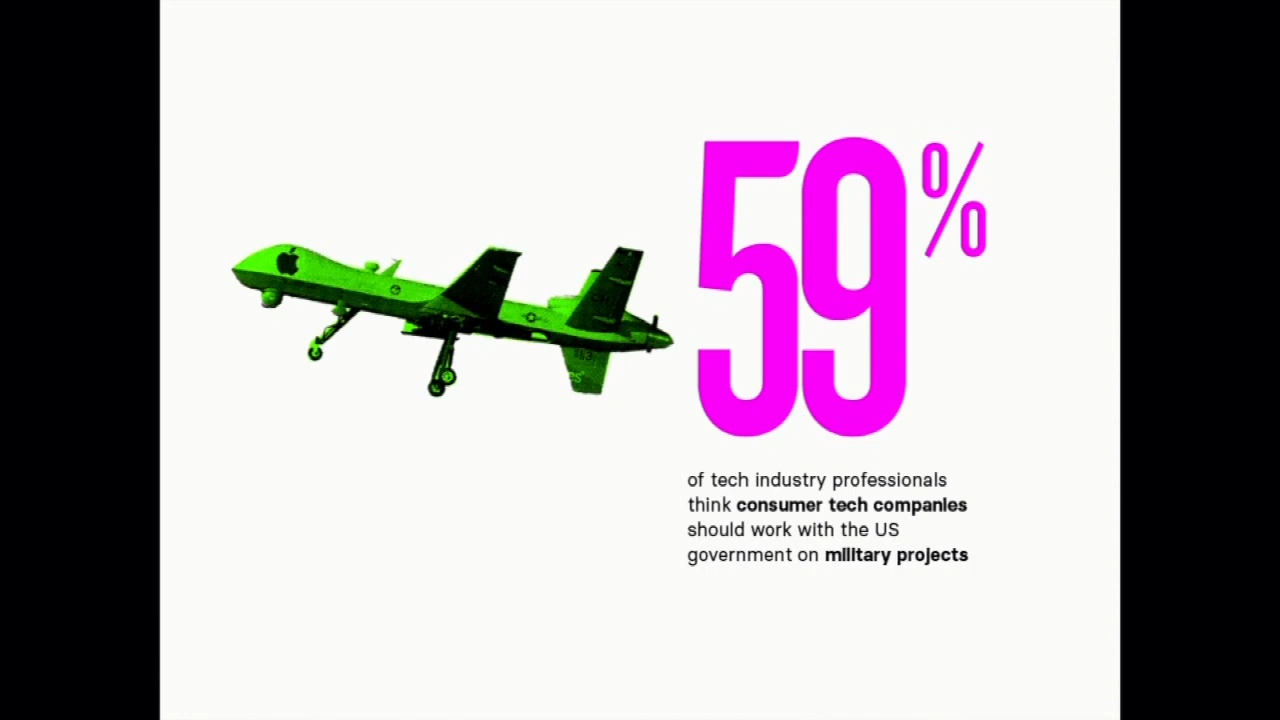 59%
of tech industry professionals
think consumer tech companies
should work with the US
government on military projects